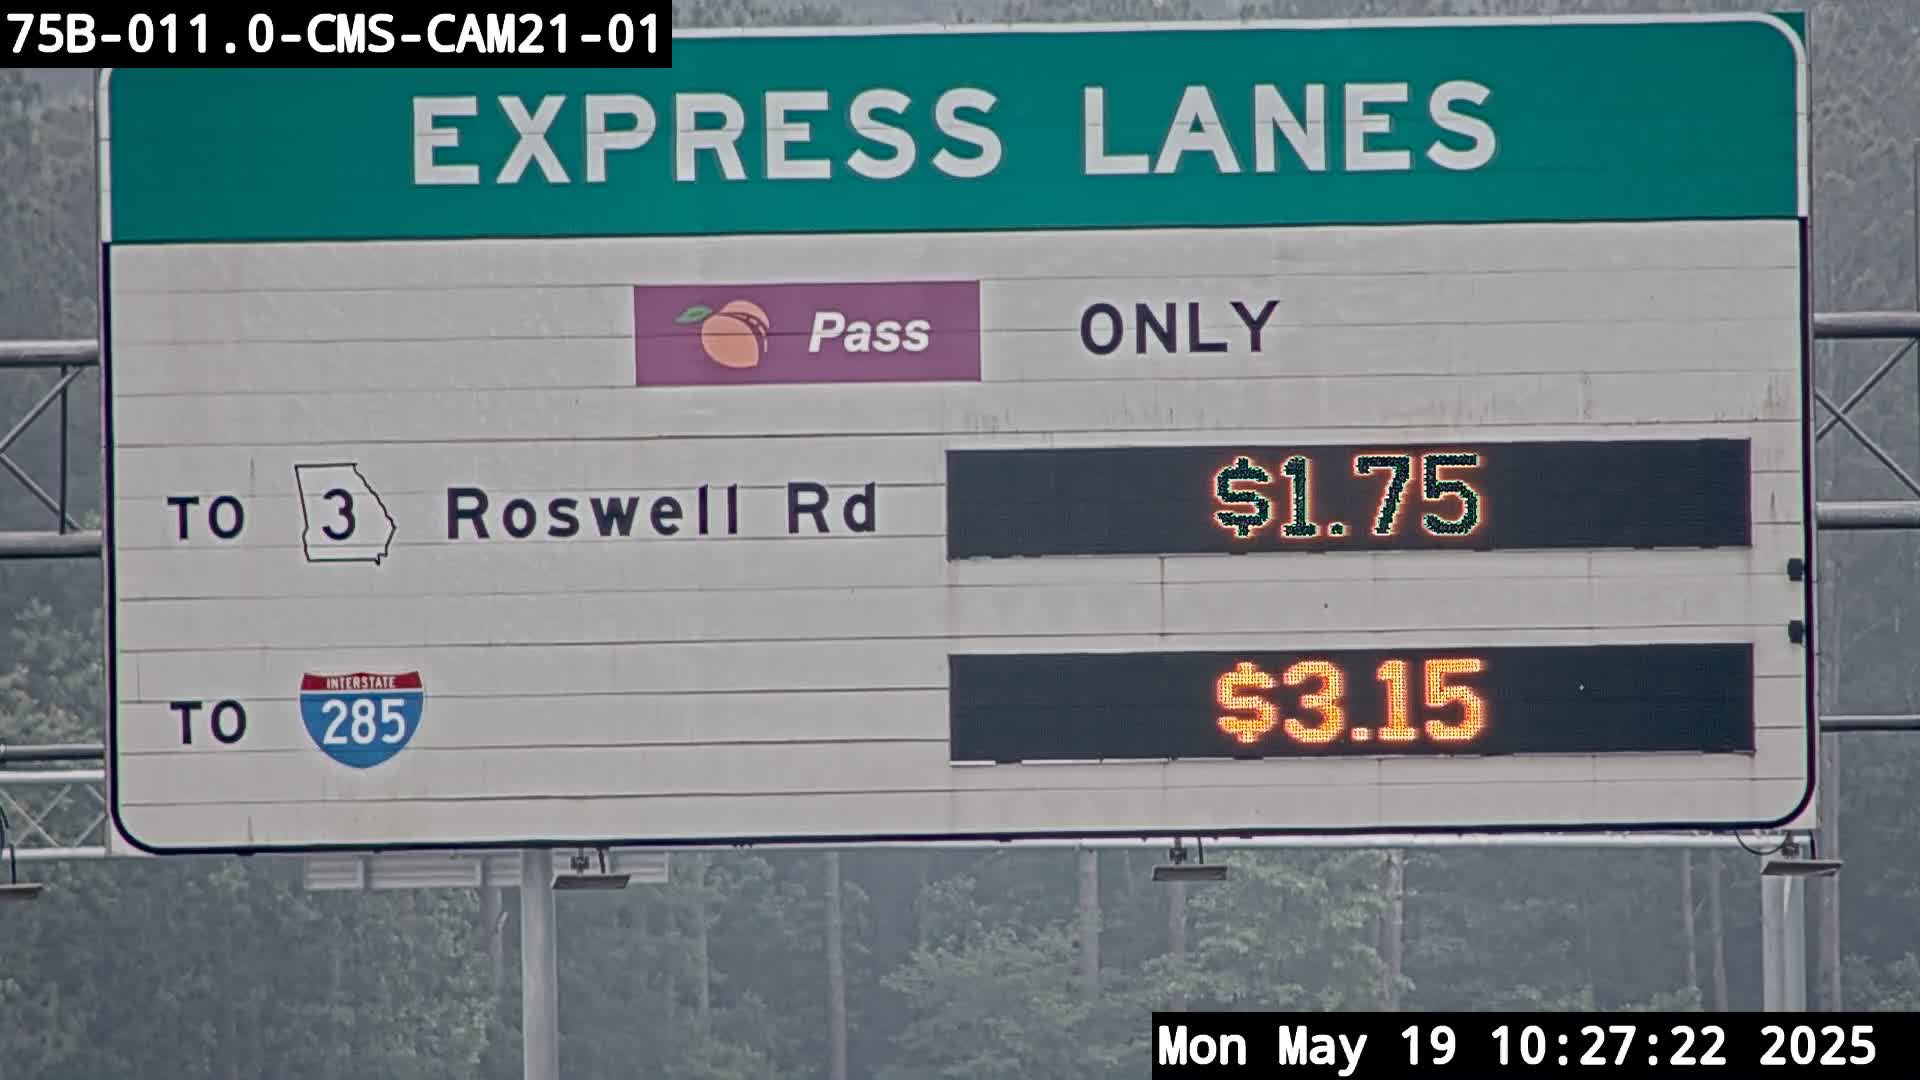 75B-011.0-CMS-CAM21-01
EXPRESS LANES
Pass ONLY
TO 3 Roswell Rd $1.75
INTERSTATE
TO 285 $3.15
Mon May 19 10:27:22 2025